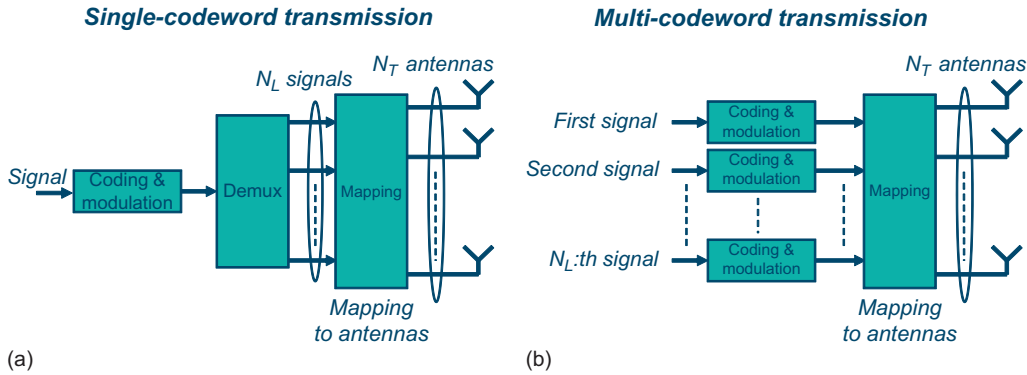 Single-codeword transmission
N_L signals
N_T antennas
Signal
Coding &
modulation
Demux
Mapping
Mapping
to antennas
(a)
Multi-codeword transmission
N_T antennas
First signal
Coding &
modulation
Second signal
Coding &
modulation
Mapping
N_L:th signal
Coding &
modulation
Mapping
to antennas
(b)